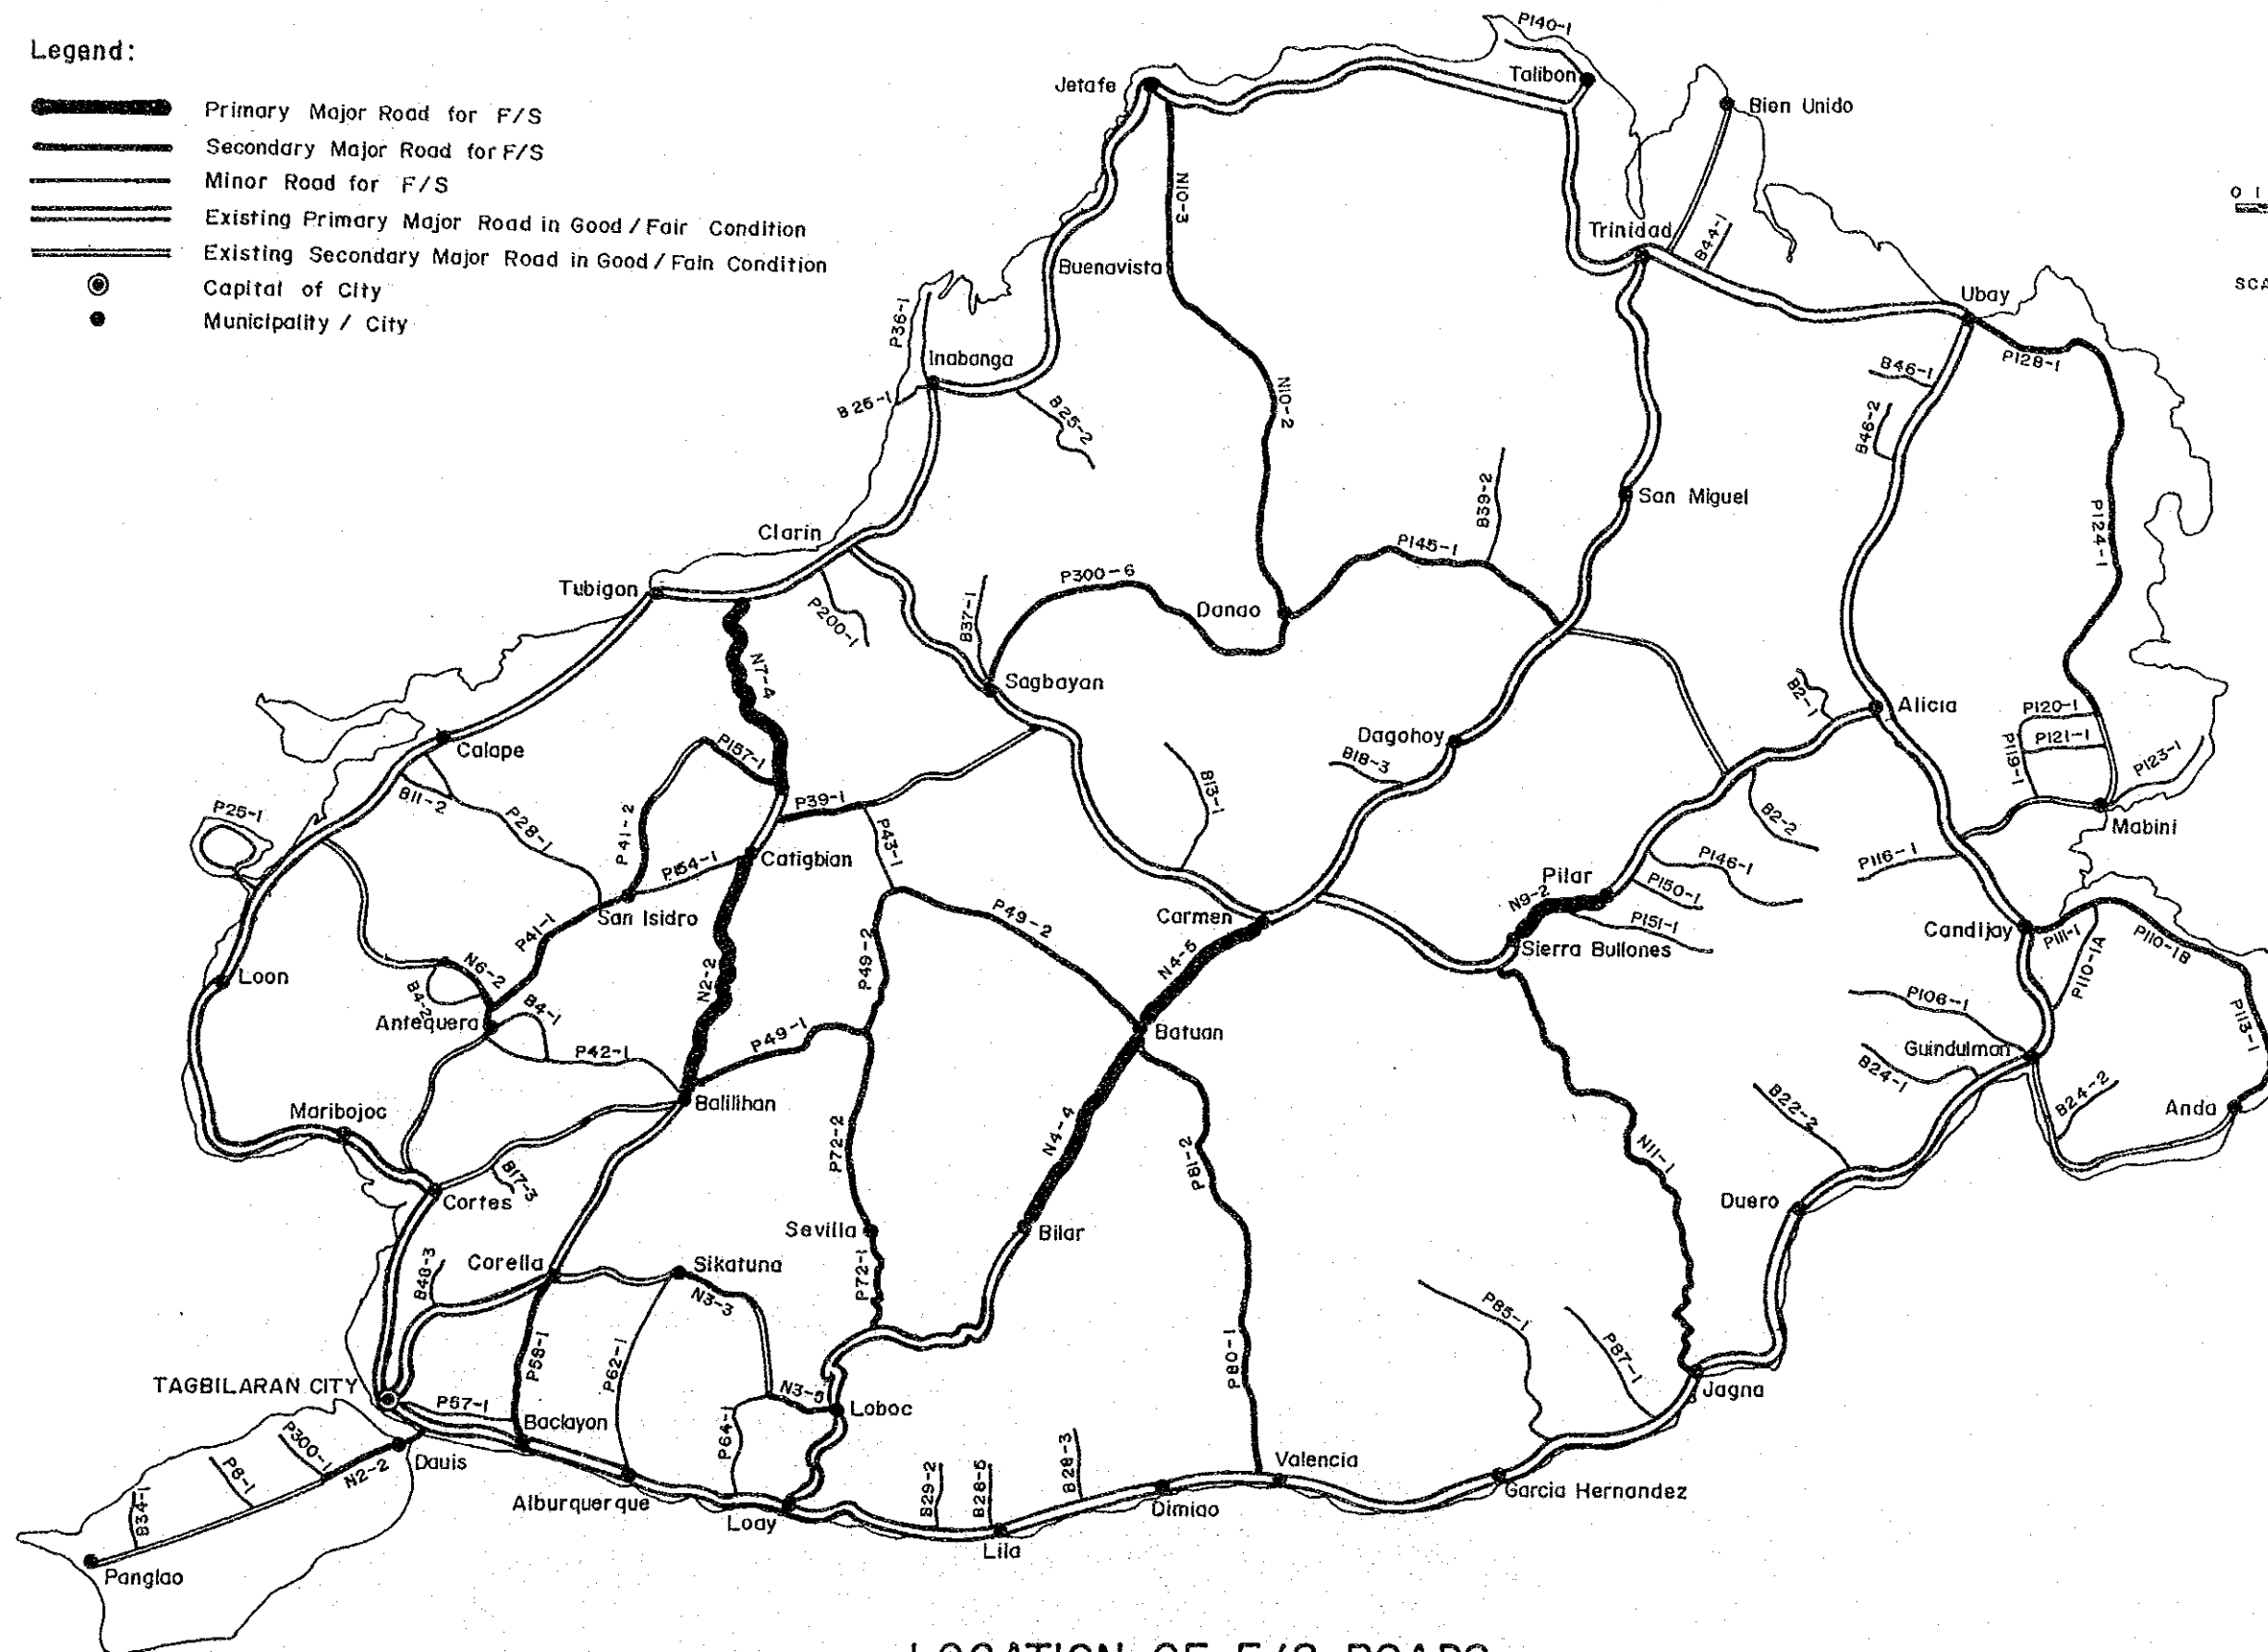 Legend:
Primary Major Road for F/S
Secondary Major Road for F/S
Minor Road for F/S
Existing Primary Major Road in Good / Fair Condition
Existing Secondary Major Road in Good / Fain Condition
Capital of City
Municipality / City
P140-1
Talibon
Jetafe
Bien Unido
O I
SCA
N10-3
Trinidad
B44-1
Buenavista
Ubay
P36-1
Inabanga
P128-1
B46-1
B 26-1
B25-2
N10-2
B46-2
B39-2
San Miguel
P124-1
Clarin
P145-1
Tubigon
P300-6
P200-1
B37-1
Danao
N7-4
Sagbayan
B2-1
Alicia
P120-1
P121-1
P119-1
P123-1
Calape
P157-1
Dagohoy
B18-3
B13-1
B11-2
P39-1
P25-1
P28-1
P41-2
P43-1
B2-2
Mabini
Catigbian
P154-1
P146-1
P116-1
Pilar
P150-1
N9-2
San Isidro
P49-2
Carmen
P151-1
Candijay
P111-1
P110-1B
P41-1
Sierra Bullones
N4-5
P49-2
N6-2
Loon
N2-2
P110-1A
B4-2
B4-1
P106-1
Antequera
P49-1
Batuan
P113-1
P42-1
Guindulman
B24-1
Balilihan
B22-2
B24-2
Anda
Maribojoc
N4-4
P72-2
N11-1
P81-2
B17-3
Cortes
Duero
Sevilla
Bilar
Corella
Sikatuna
B48-3
P72-1
N3-3
P85-1
P58-1
P62-1
P87-1
P80-1
TAGBILARAN CITY
N3-5
Jagna
P57-1
Loboc
Baclayon
P64-1
P300-1
Dauis
N2-2
P8-1
B28-3
Valencia
B29-2
B28-5
B34-1
Alburquerque
Garcia Hernandez
Loay
Dimiao
Lila
Panglao
LOCATION OF F/S ROADS